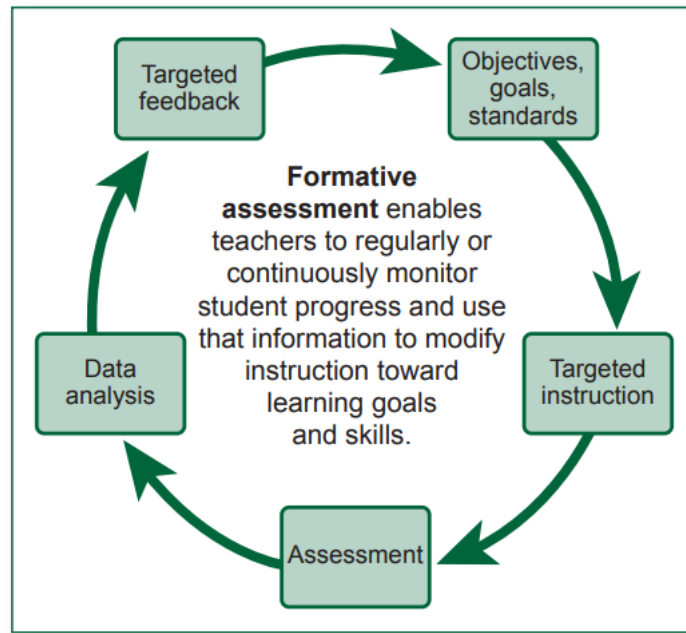 Targeted
feedback
Objectives,
goals,
standards
Formative
assessment enables
teachers to regularly or
continuously monitor
student progress and use
that information to modify
instruction toward
learning goals
and skills.
Data
analysis
Targeted
instruction
Assessment